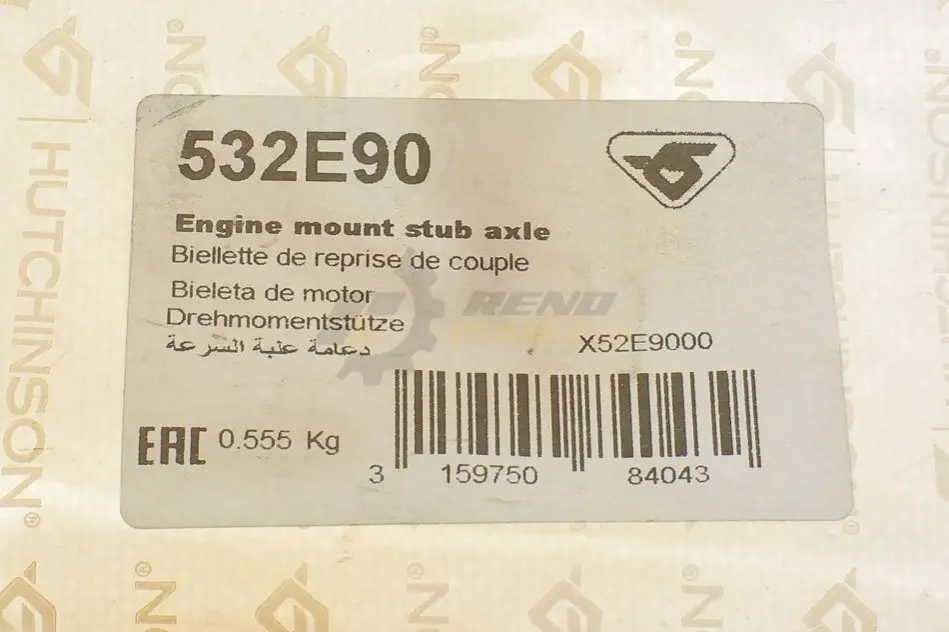 532E90
Engine mount stub axle
Biellette de reprise de couple
Bieleta de motor
Drehmomentstütze
دعامة علبة السرعة
X52E9000
EAC 0.555 Kg
3 159750 84043
HUTCHINSON®
RENO